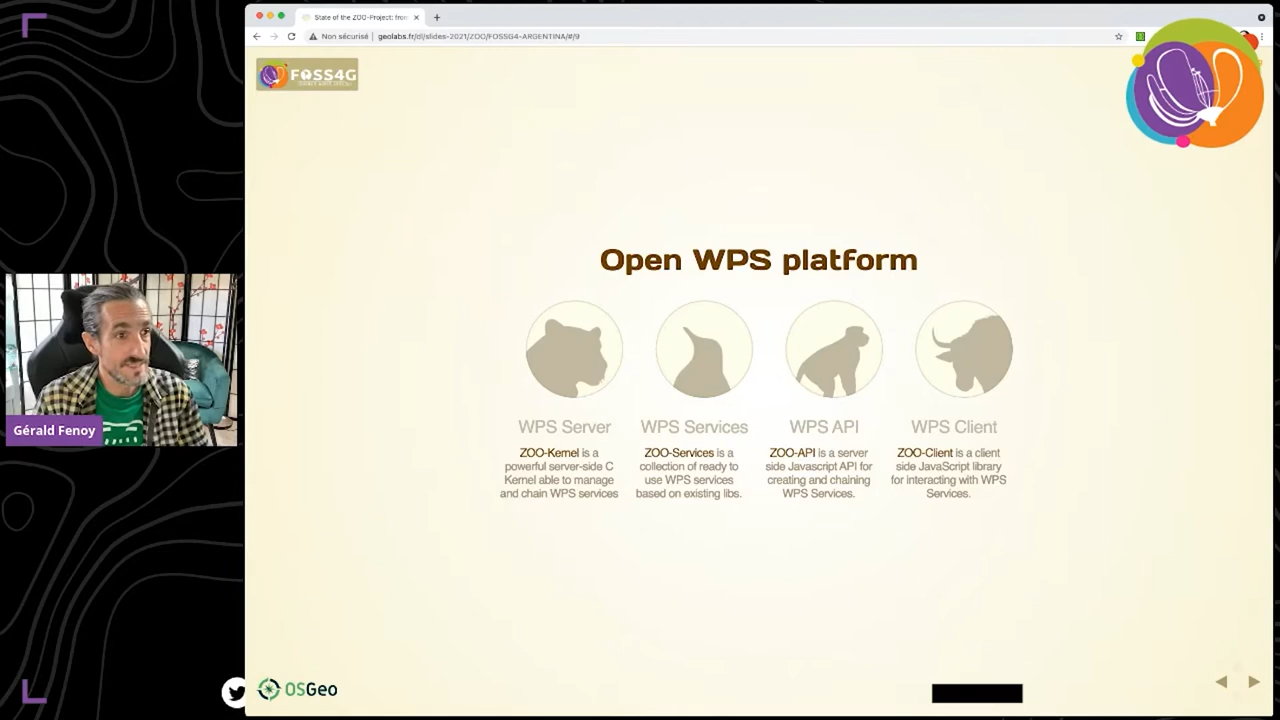 State of the ZOO-Project: from
Non sécurisé | geolabs.fr/dl/slides-2021/ZOO/FOSSG4-ARGENTINA/#/9
FOSS4G
Open WPS platform
WPS Server
ZOO-Kernel is a
powerful server-side C
Kernel able to manage
and chain WPS services
WPS Services
ZOO-Services is a
collection of ready to
use WPS services
based on existing libs.
WPS API
ZOO-API is a server
side Javascript API for
creating and chaining
WPS Services.
WPS Client
ZOO-Client is a client
side JavaScript library
for interacting with WPS
Services.
Gérald Fenoy
OSGeo